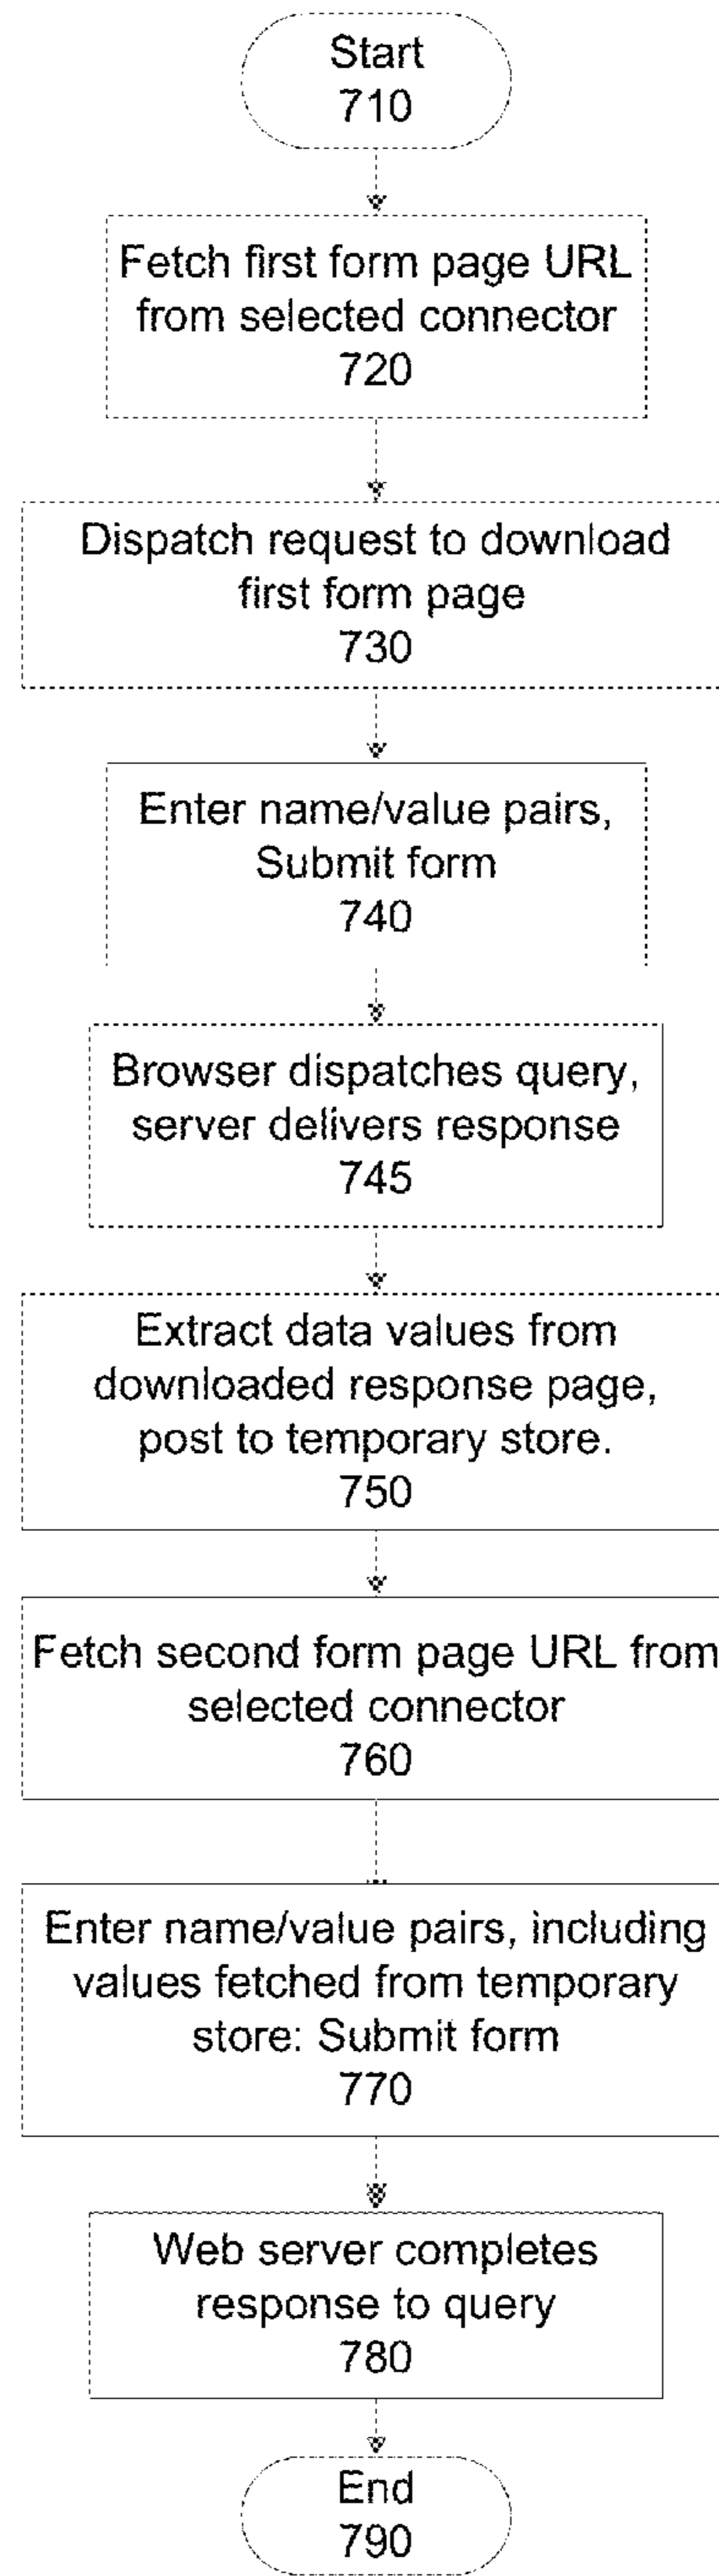 Start
710
Fetch first form page URL
from selected connector
720
Dispatch request to download
first form page
730
Enter name/value pairs,
Submit form
740
Browser dispatches query,
server delivers response
745
Extract data values from
downloaded response page,
post to temporary store.
750
Fetch second form page URL from
selected connector
760
Enter name/value pairs, including
values fetched from temporary
store: Submit form
770
Web server completes
response to query
780
End
790